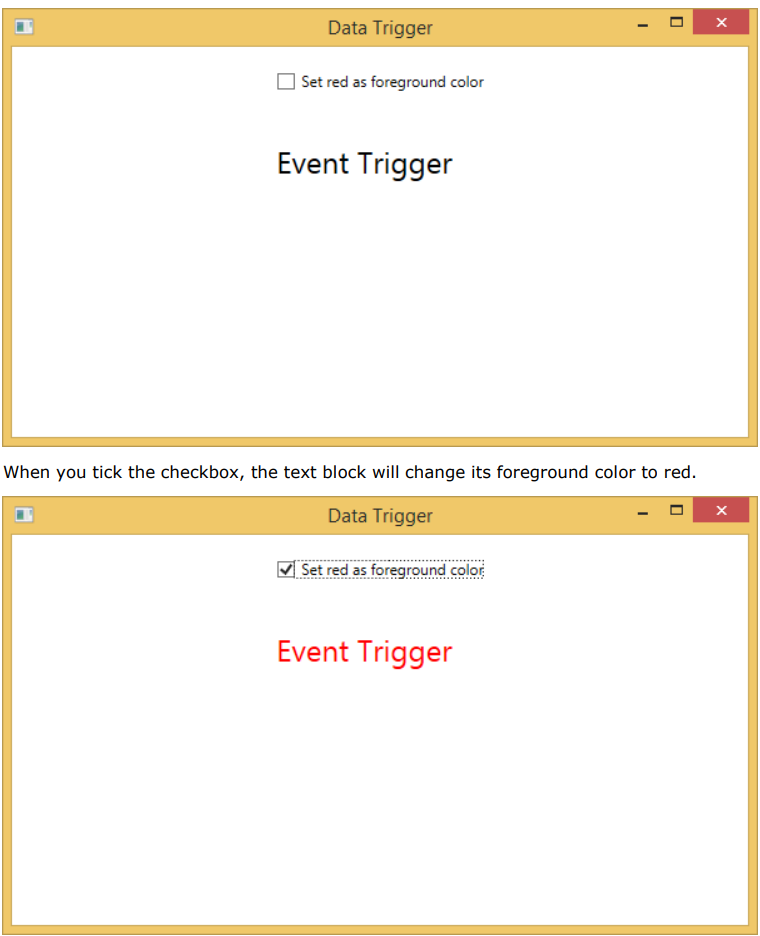 Data Trigger
Set red as foreground color
Event Trigger
When you tick the checkbox, the text block will change its foreground color to red.
Data Trigger
Set red as foreground color
Event Trigger